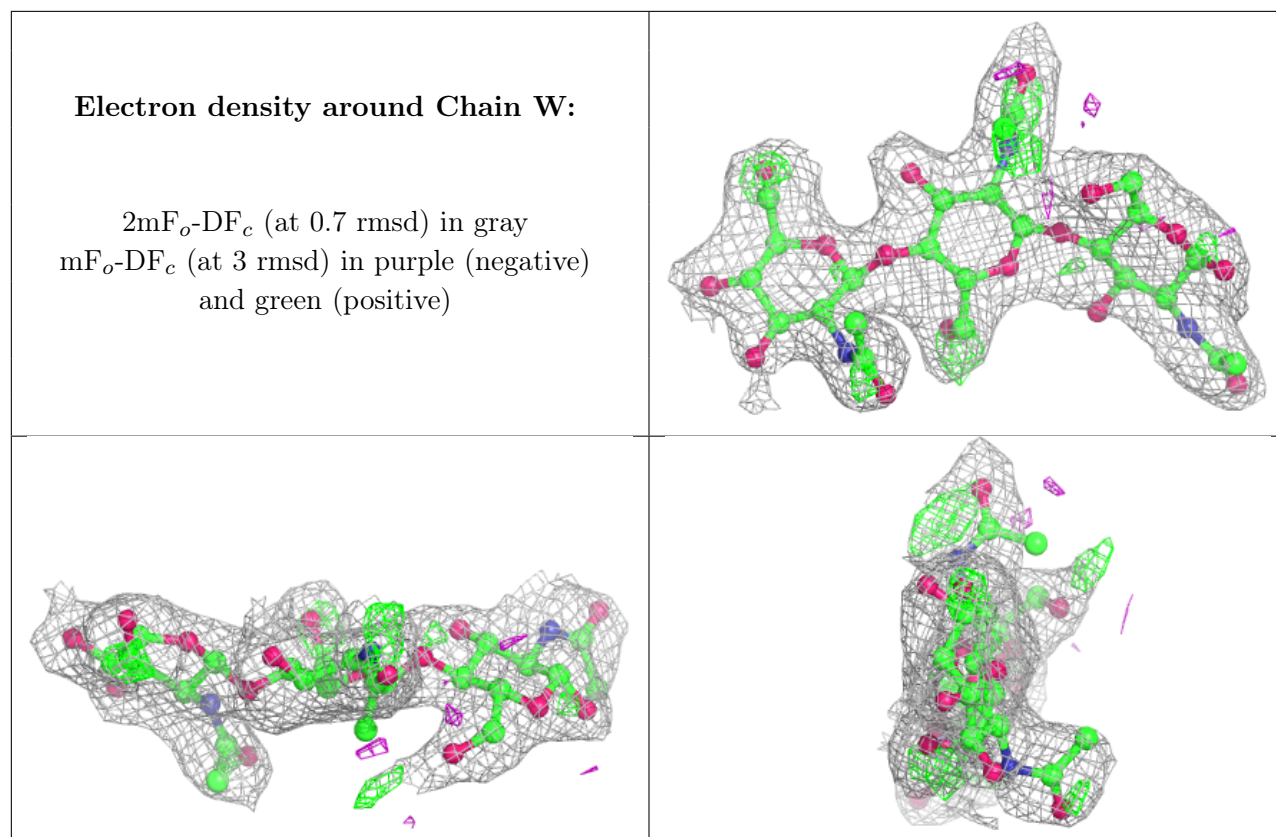 Electron density around Chain W:
2mFₒ-DF𝒸 (at 0.7 rmsd) in gray
mFₒ-DF𝒸 (at 3 rmsd) in purple (negative)
and green (positive)